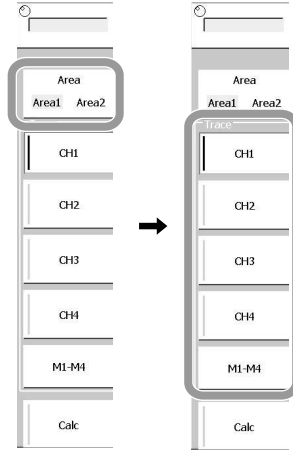 Area
Area1 Area2
CH1
CH2
CH3
CH4
M1-M4
Calc
Area
Area1 Area2
Trace
CH1
CH2
CH3
CH4
M1-M4
Calc